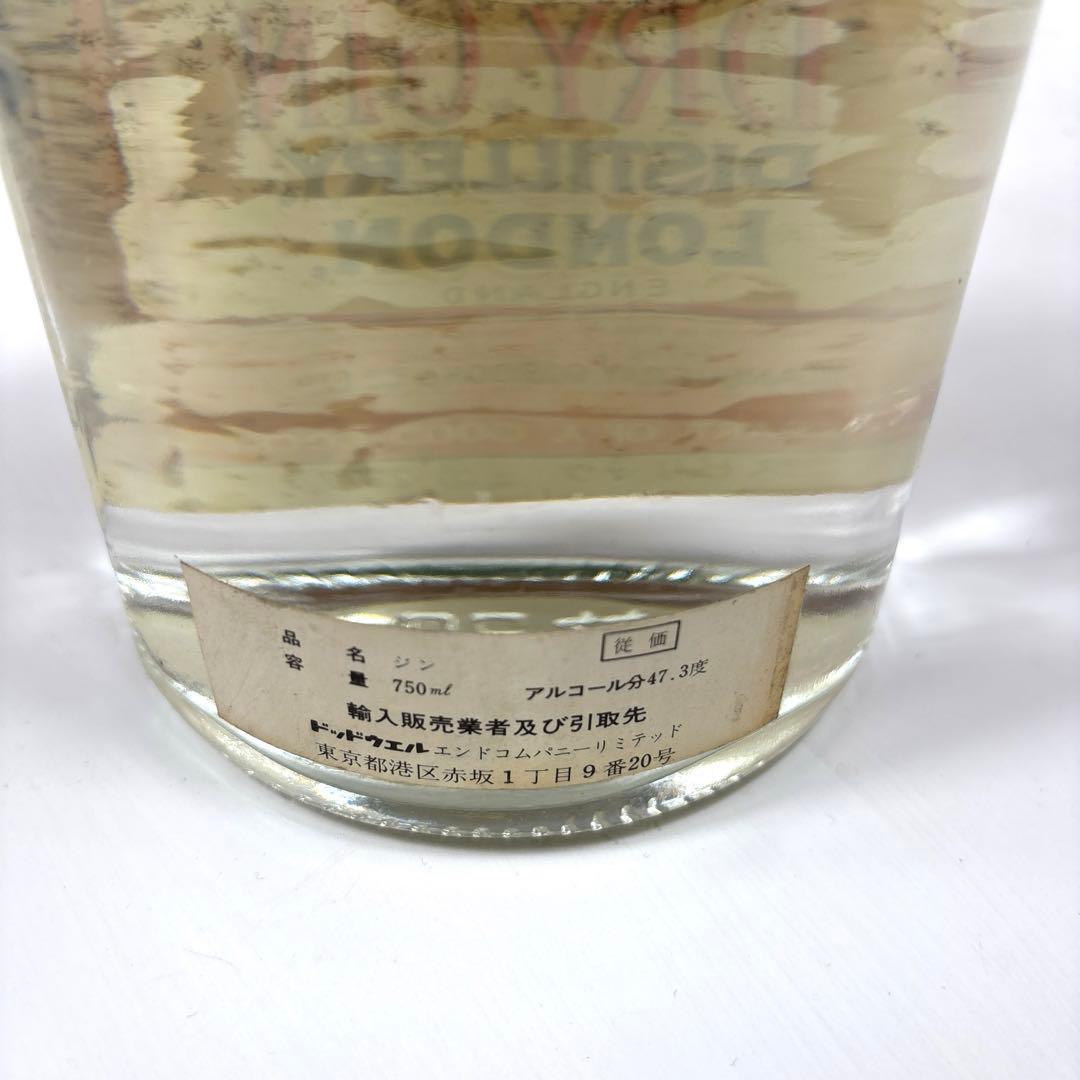 DRY GIN
DISTILLERY
LONDON,
ENGLAND
品名 ジン
従価
容量 750ml アルコール分47.3度
輸入販売業者及び引取先
ドッドウエルエンドコムパニーリミテッド
東京都港区赤坂1丁目9番20号